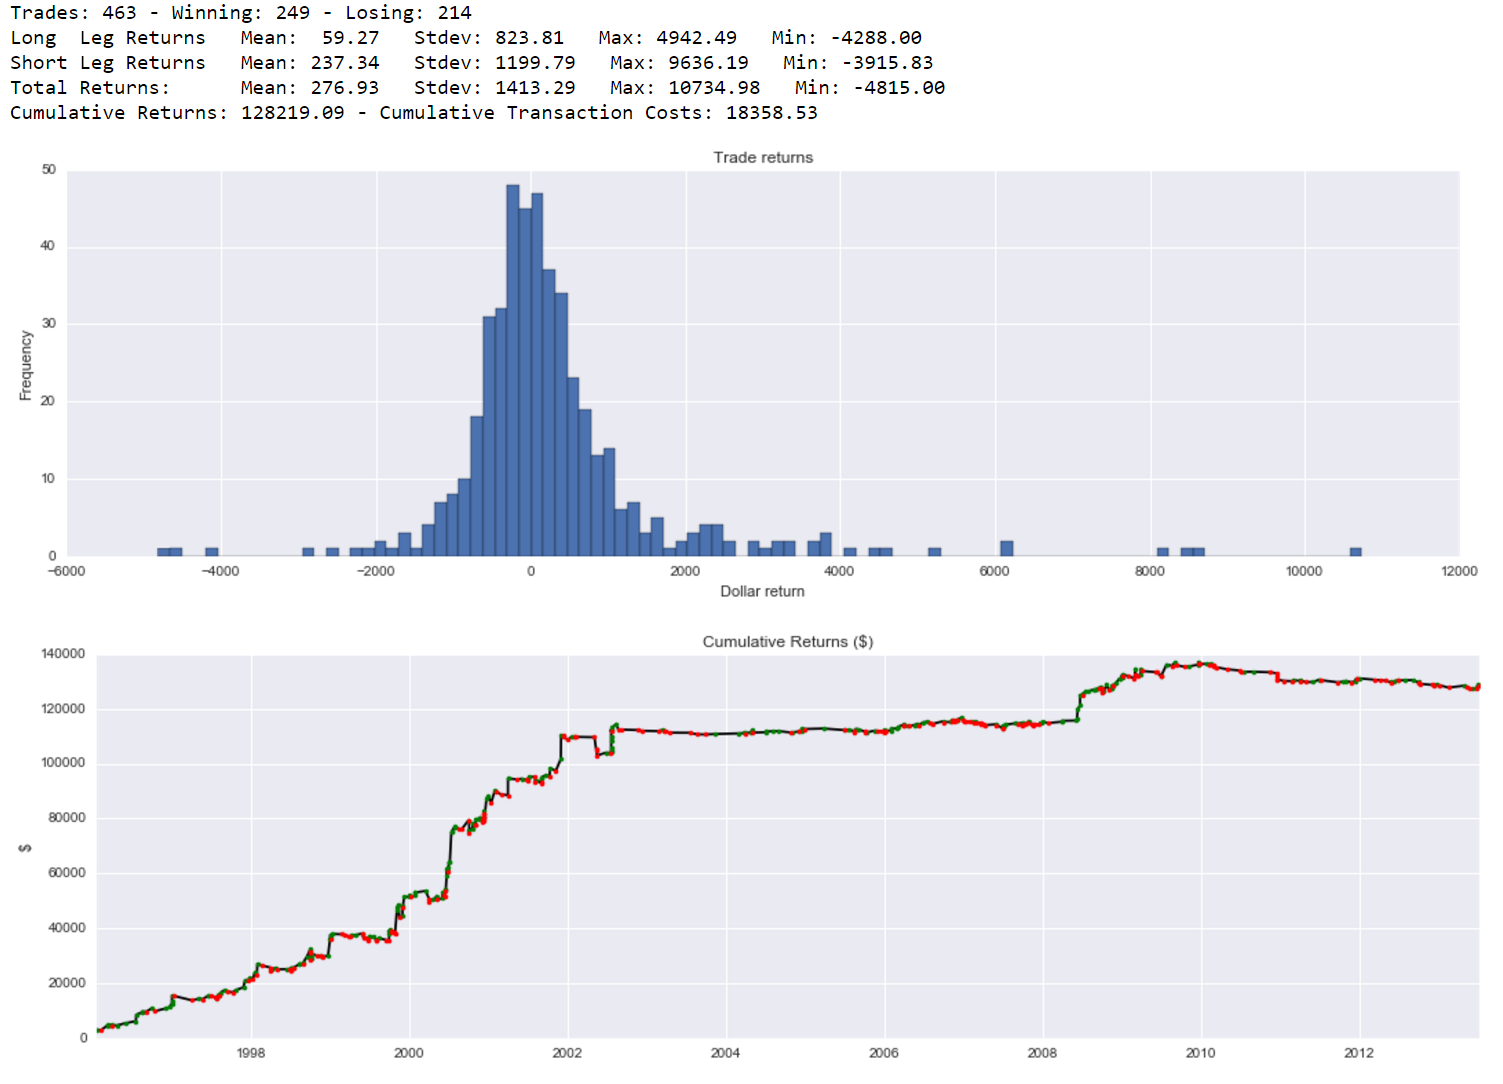 Trades: 463 - Winning: 249 - Losing: 214
Long  Leg Returns   Mean:  59.27   Stdev: 823.81   Max: 4942.49   Min: -4288.00
Short Leg Returns   Mean: 237.34   Stdev: 1199.79   Max: 9636.19   Min: -3915.83
Total Returns:      Mean: 276.93   Stdev: 1413.29   Max: 10734.98   Min: -4815.00
Cumulative Returns: 128219.09 - Cumulative Transaction Costs: 18358.53
Trade returns
50
40
30
20
10
0
Frequency
−6000 −4000 −2000 0 2000 4000 6000 8000 10000 12000
Dollar return
Cumulative Returns ($)
140000
120000
100000
80000
60000
40000
20000
0
$
1998 2000 2002 2004 2006 2008 2010 2012